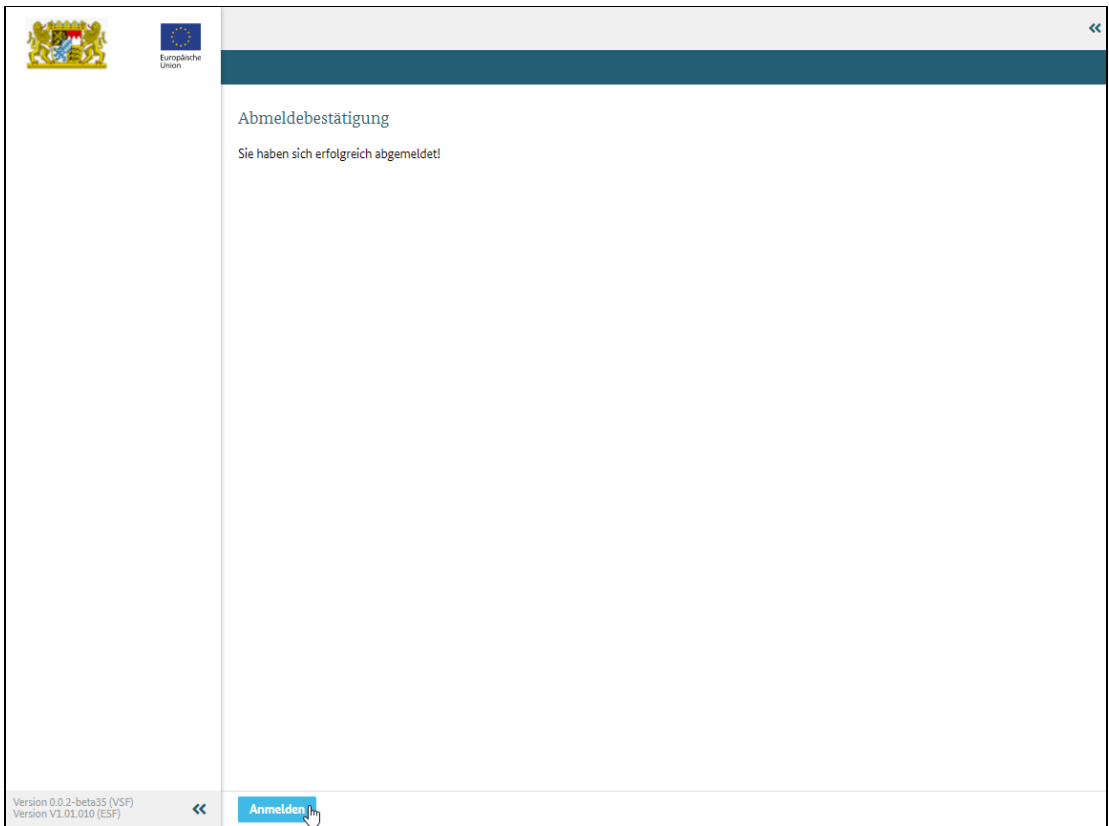 Europäische
Union
Abmeldebestätigung
Sie haben sich erfolgreich abgemeldet!
Version 0.0.2-beta35 (VSF)
Version V1.01.010 (ESF)
Anmelden